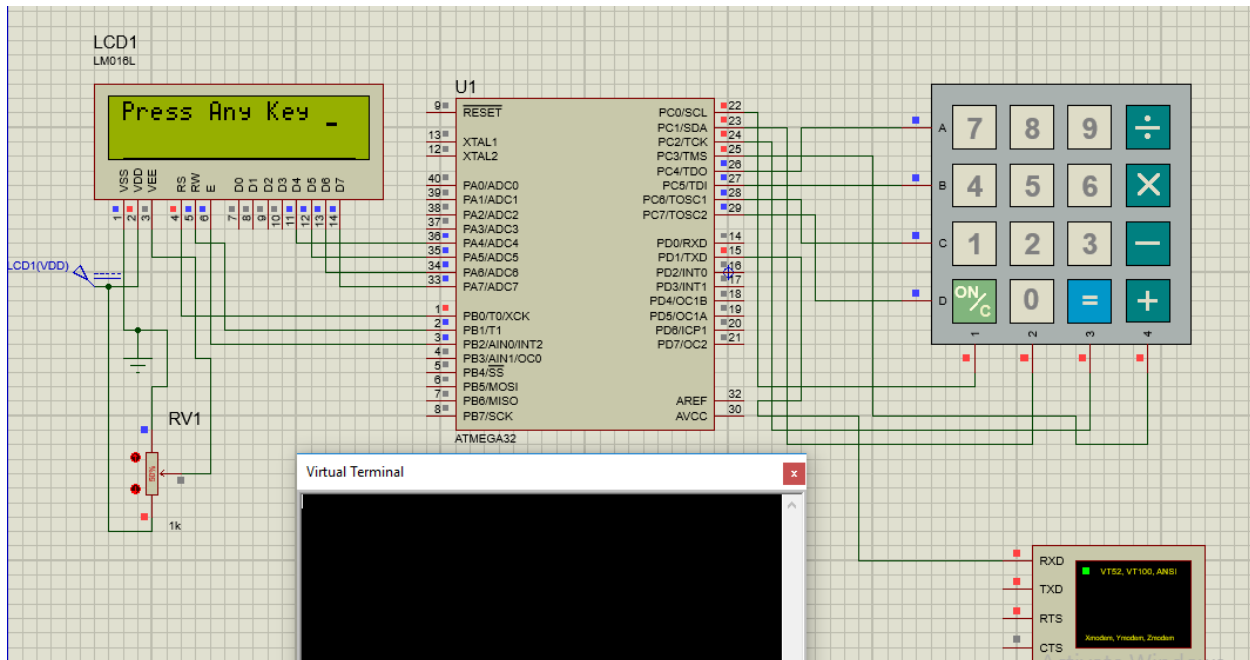 LCD1
LM016L
Press Any Key _
VSS
VDD
VEE
RS
RW
E
D0
D1
D2
D3
D4
D5
D6
D7
1
2
3
4
5
6
7
8
9
10
11
12
13
14
LCD1(VDD)
RV1
50%
1k
U1
9
RESET
13
XTAL1
12
XTAL2
40
PA0/ADC0
39
PA1/ADC1
38
PA2/ADC2
37
PA3/ADC3
36
PA4/ADC4
35
PA5/ADC5
34
PA6/ADC6
33
PA7/ADC7
1
PB0/T0/XCK
2
PB1/T1
3
PB2/AIN0/INT2
4
PB3/AIN1/OC0
5
PB4/SS
6
PB5/MOSI
7
PB6/MISO
8
PB7/SCK
PC0/SCL
22
PC1/SDA
23
PC2/TCK
24
PC3/TMS
25
PC4/TDO
26
PC5/TDI
27
PC6/TOSC1
28
PC7/TOSC2
29
PD0/RXD
14
PD1/TXD
15
PD2/INT0
16
PD3/INT1
17
PD4/OC1B
18
PD5/OC1A
19
PD6/ICP1
20
PD7/OC2
21
AREF
32
AVCC
30
ATMEGA32
A
7
8
9
÷
B
4
5
6
×
C
1
2
3
−
D
ON/C
0
=
+
1
2
3
4
Virtual Terminal
x
RXD
TXD
RTS
CTS
VT52, VT100, ANSI
Xmodem, Ymodem, Zmodem